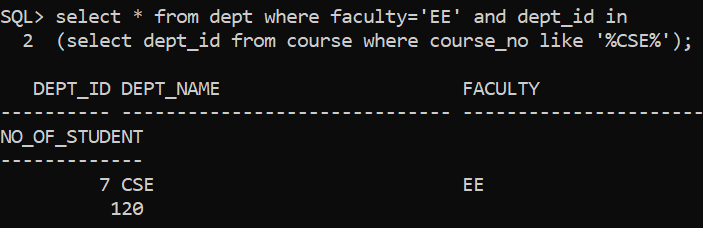 SQL> select * from dept where faculty='EE' and dept_id in
  2  (select dept_id from course where course_no like '%CSE%');
   DEPT_ID DEPT_NAME                      FACULTY
---------- ------------------------------ ----------------------
NO_OF_STUDENT
-------------
         7 CSE                            EE
          120